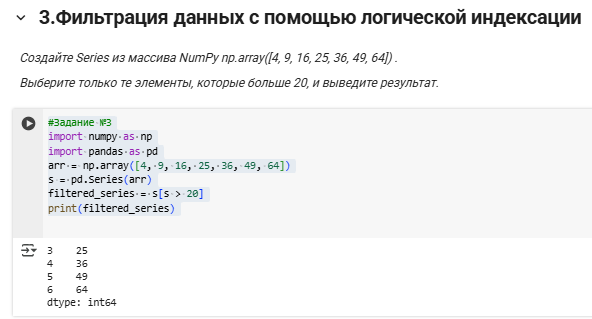 3.Фильтрация данных с помощью логической индексации
Создайте Series из массива NumPy np.array([4, 9, 16, 25, 36, 49, 64]) .
Выберите только те элементы, которые больше 20, и выведите результат.
#Задание №3
import numpy as np
import pandas as pd
arr = np.array([4, 9, 16, 25, 36, 49, 64])
s = pd.Series(arr)
filtered_series = s[s > 20]
print(filtered_series)
3    25
4    36
5    49
6    64
dtype: int64